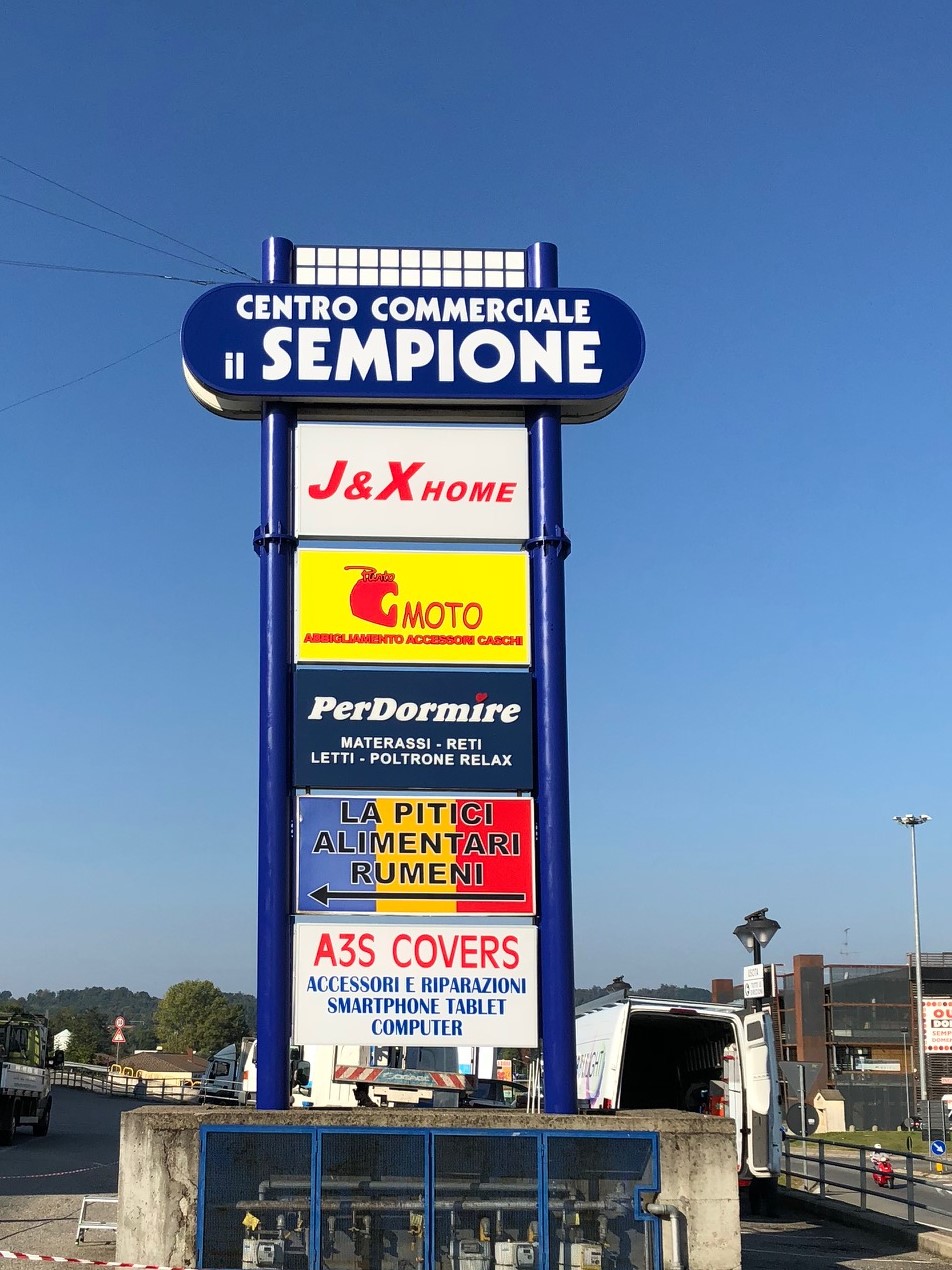 CENTRO COMMERCIALE
il SEMPIONE
J&X HOME
Punto
G MOTO
ABBIGLIAMENTO ACCESSORI CASCHI
PerDormire
MATERASSI - RETI
LETTI - POLTRONE RELAX
LA PITICI
ALIMENTARI
RUMENI
A3S COVERS
ACCESSORI E RIPARAZIONI
SMARTPHONE TABLET
COMPUTER
USCITA